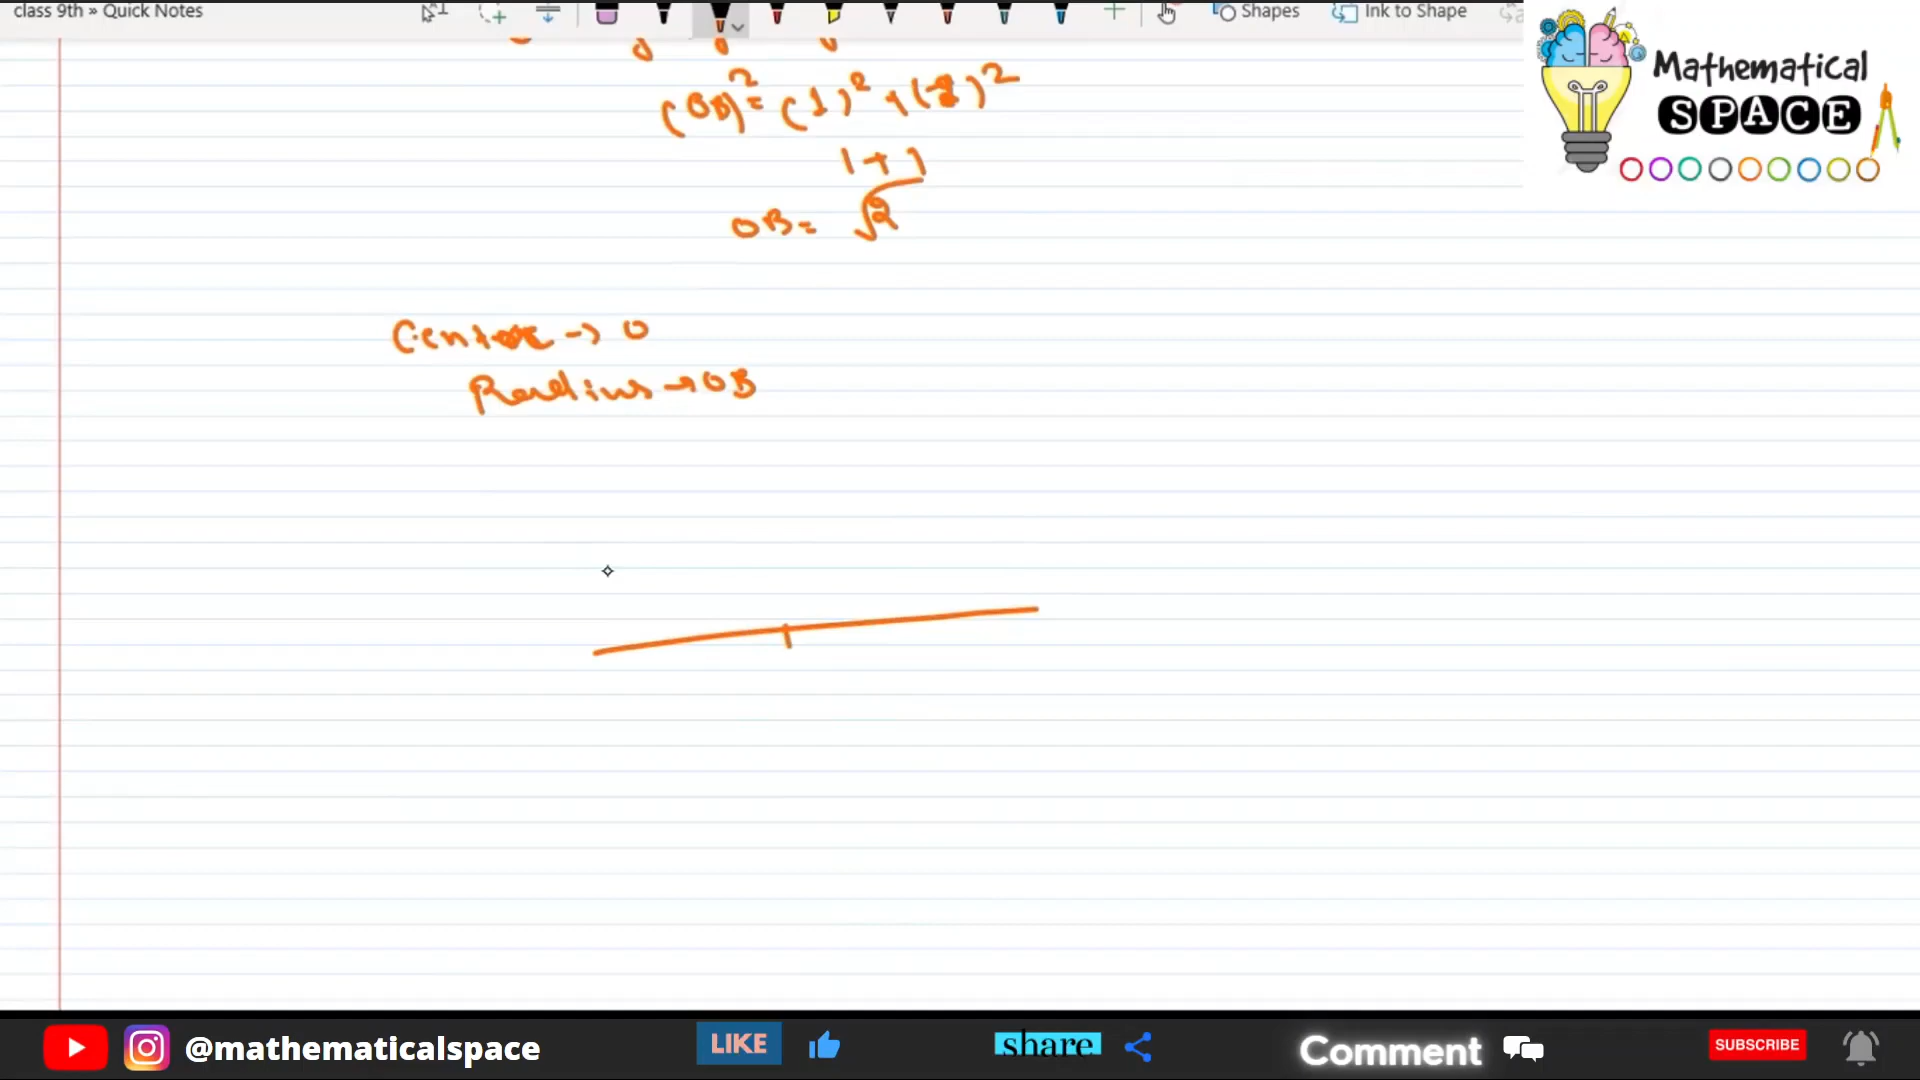 class 9th » Quick Notes
Shapes
Ink to Shape
Mathematical
SPACE
(OB)² = (1)² + (-1)²
1 + 1
OB = √2
Centre → O
Radius → OB
@mathematicalspace
LIKE
share
Comment
SUBSCRIBE